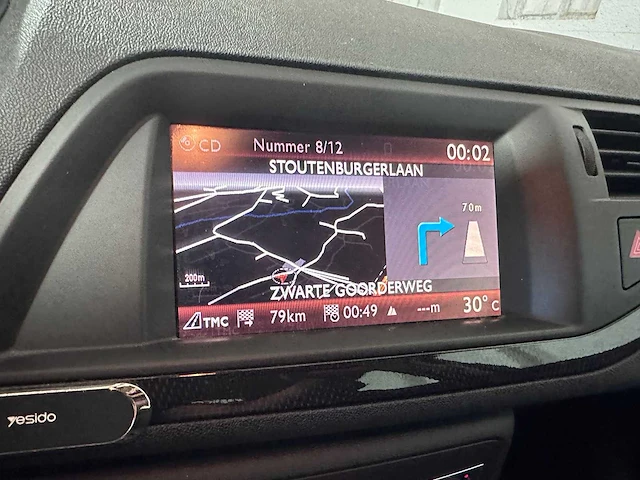 CD Nummer 8/12 00:02
STOUTENBURGERLAAN
70m
200m
ZWARTE GOORDERWEG
TMC 79km 00:49 ---m 30°C
yesido